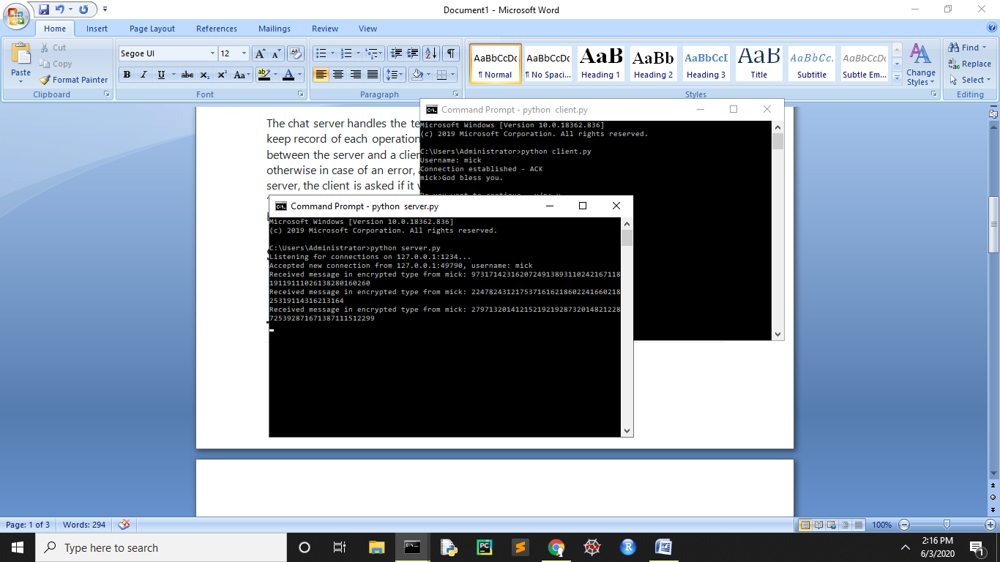 Document1 - Microsoft Word
Home Insert Page Layout References Mailings Review View
Paste
Cut
Copy
Format Painter
Clipboard
Segoe UI 12
B I U abc x₂ x² Aa
Font
Paragraph
AaBbCcDc AaBbCcDc AaB AaBb AaBbCcI AaB AaBbCc. AaBbCcDc
¶ Normal ¶ No Spaci... Heading 1 Heading 2 Heading 3 Title Subtitle Subtle Em...
Change Styles
Styles
Find
Replace
Select
Editing
The chat server handles the te
keep record of each operation
between the server and a clien
otherwise in case of an error, a
server, the client is asked if it w
Command Prompt - python client.py
Microsoft Windows [Version 10.0.18362.836]
(c) 2019 Microsoft Corporation. All rights reserved.
C:\Users\Administrator>python client.py
Username: mick
Connection established - ACK
mick>God bless you.
Command Prompt - python server.py
Microsoft Windows [Version 10.0.18362.836]
(c) 2019 Microsoft Corporation. All rights reserved.
C:\Users\Administrator>python server.py
Listening for connections on 127.0.0.1:1234...
Accepted new connection from 127.0.0.1:49790, username: mick
Received message in encrypted type from mick: 9731714231620724913893110242167118
191191111026138280160260
Received message in encrypted type from mick: 2247824312175371616218602241660218
25319114316213164
Received message in encrypted type from mick: 2797132014121521921928732014821228
725392871671387111512299
Page: 1 of 3 Words: 294 100%
Type here to search
2:16 PM
6/3/2020